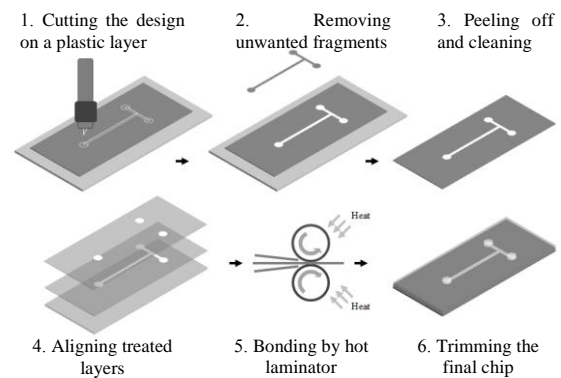 1. Cutting the design
on a plastic layer
2. Removing
unwanted fragments
3. Peeling off
and cleaning
Heat
Heat
4. Aligning treated
layers
5. Bonding by hot
laminator
6. Trimming the
final chip